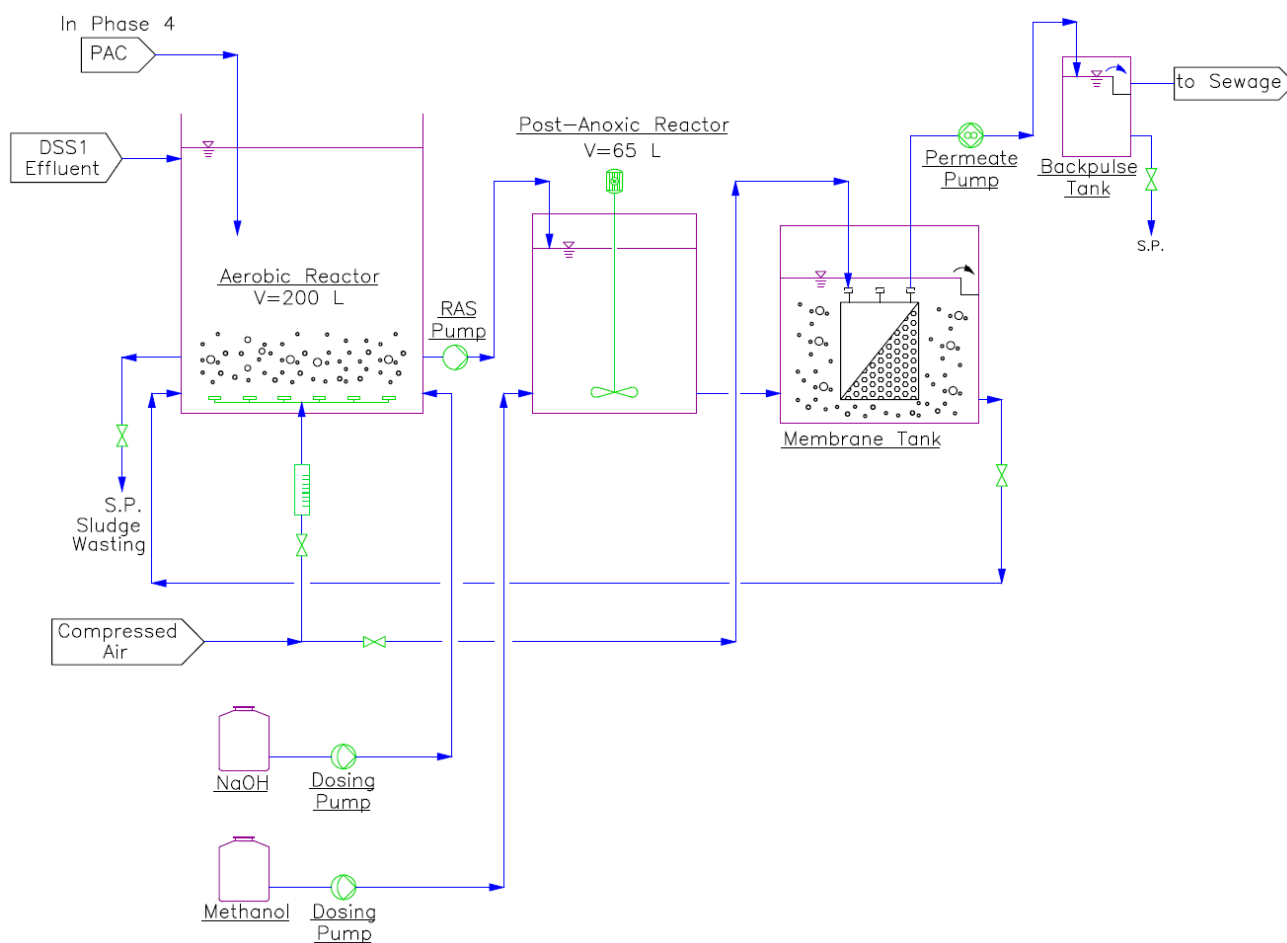 In Phase 4
PAC
DSS1
Effluent
Post-Anoxic Reactor
V=65 L
to Sewage
Permeate
Pump
Backpulse
Tank
S.P.
Aerobic Reactor
V=200 L
RAS
Pump
Membrane Tank
S.P.
Sludge
Wasting
Compressed
Air
NaOH
Dosing
Pump
Methanol
Dosing
Pump